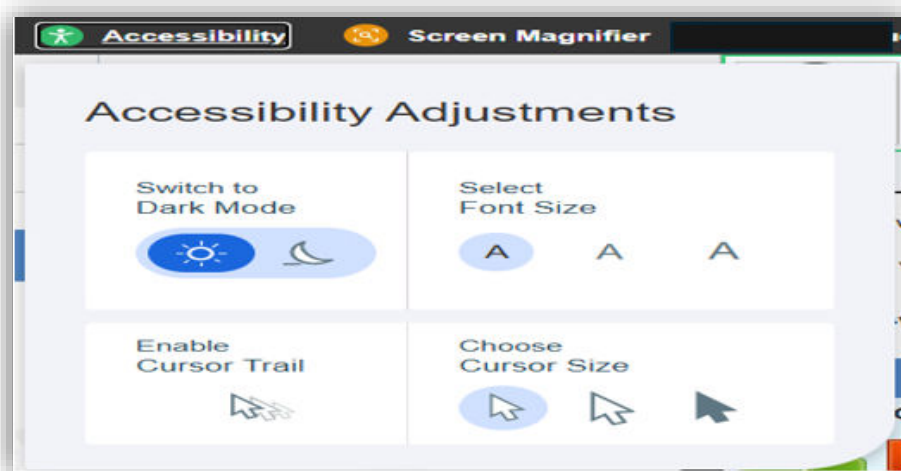 Accessibility
Screen Magnifier
Accessibility Adjustments
Switch to
Dark Mode
Select
Font Size
A A A
Enable
Cursor Trail
Choose
Cursor Size